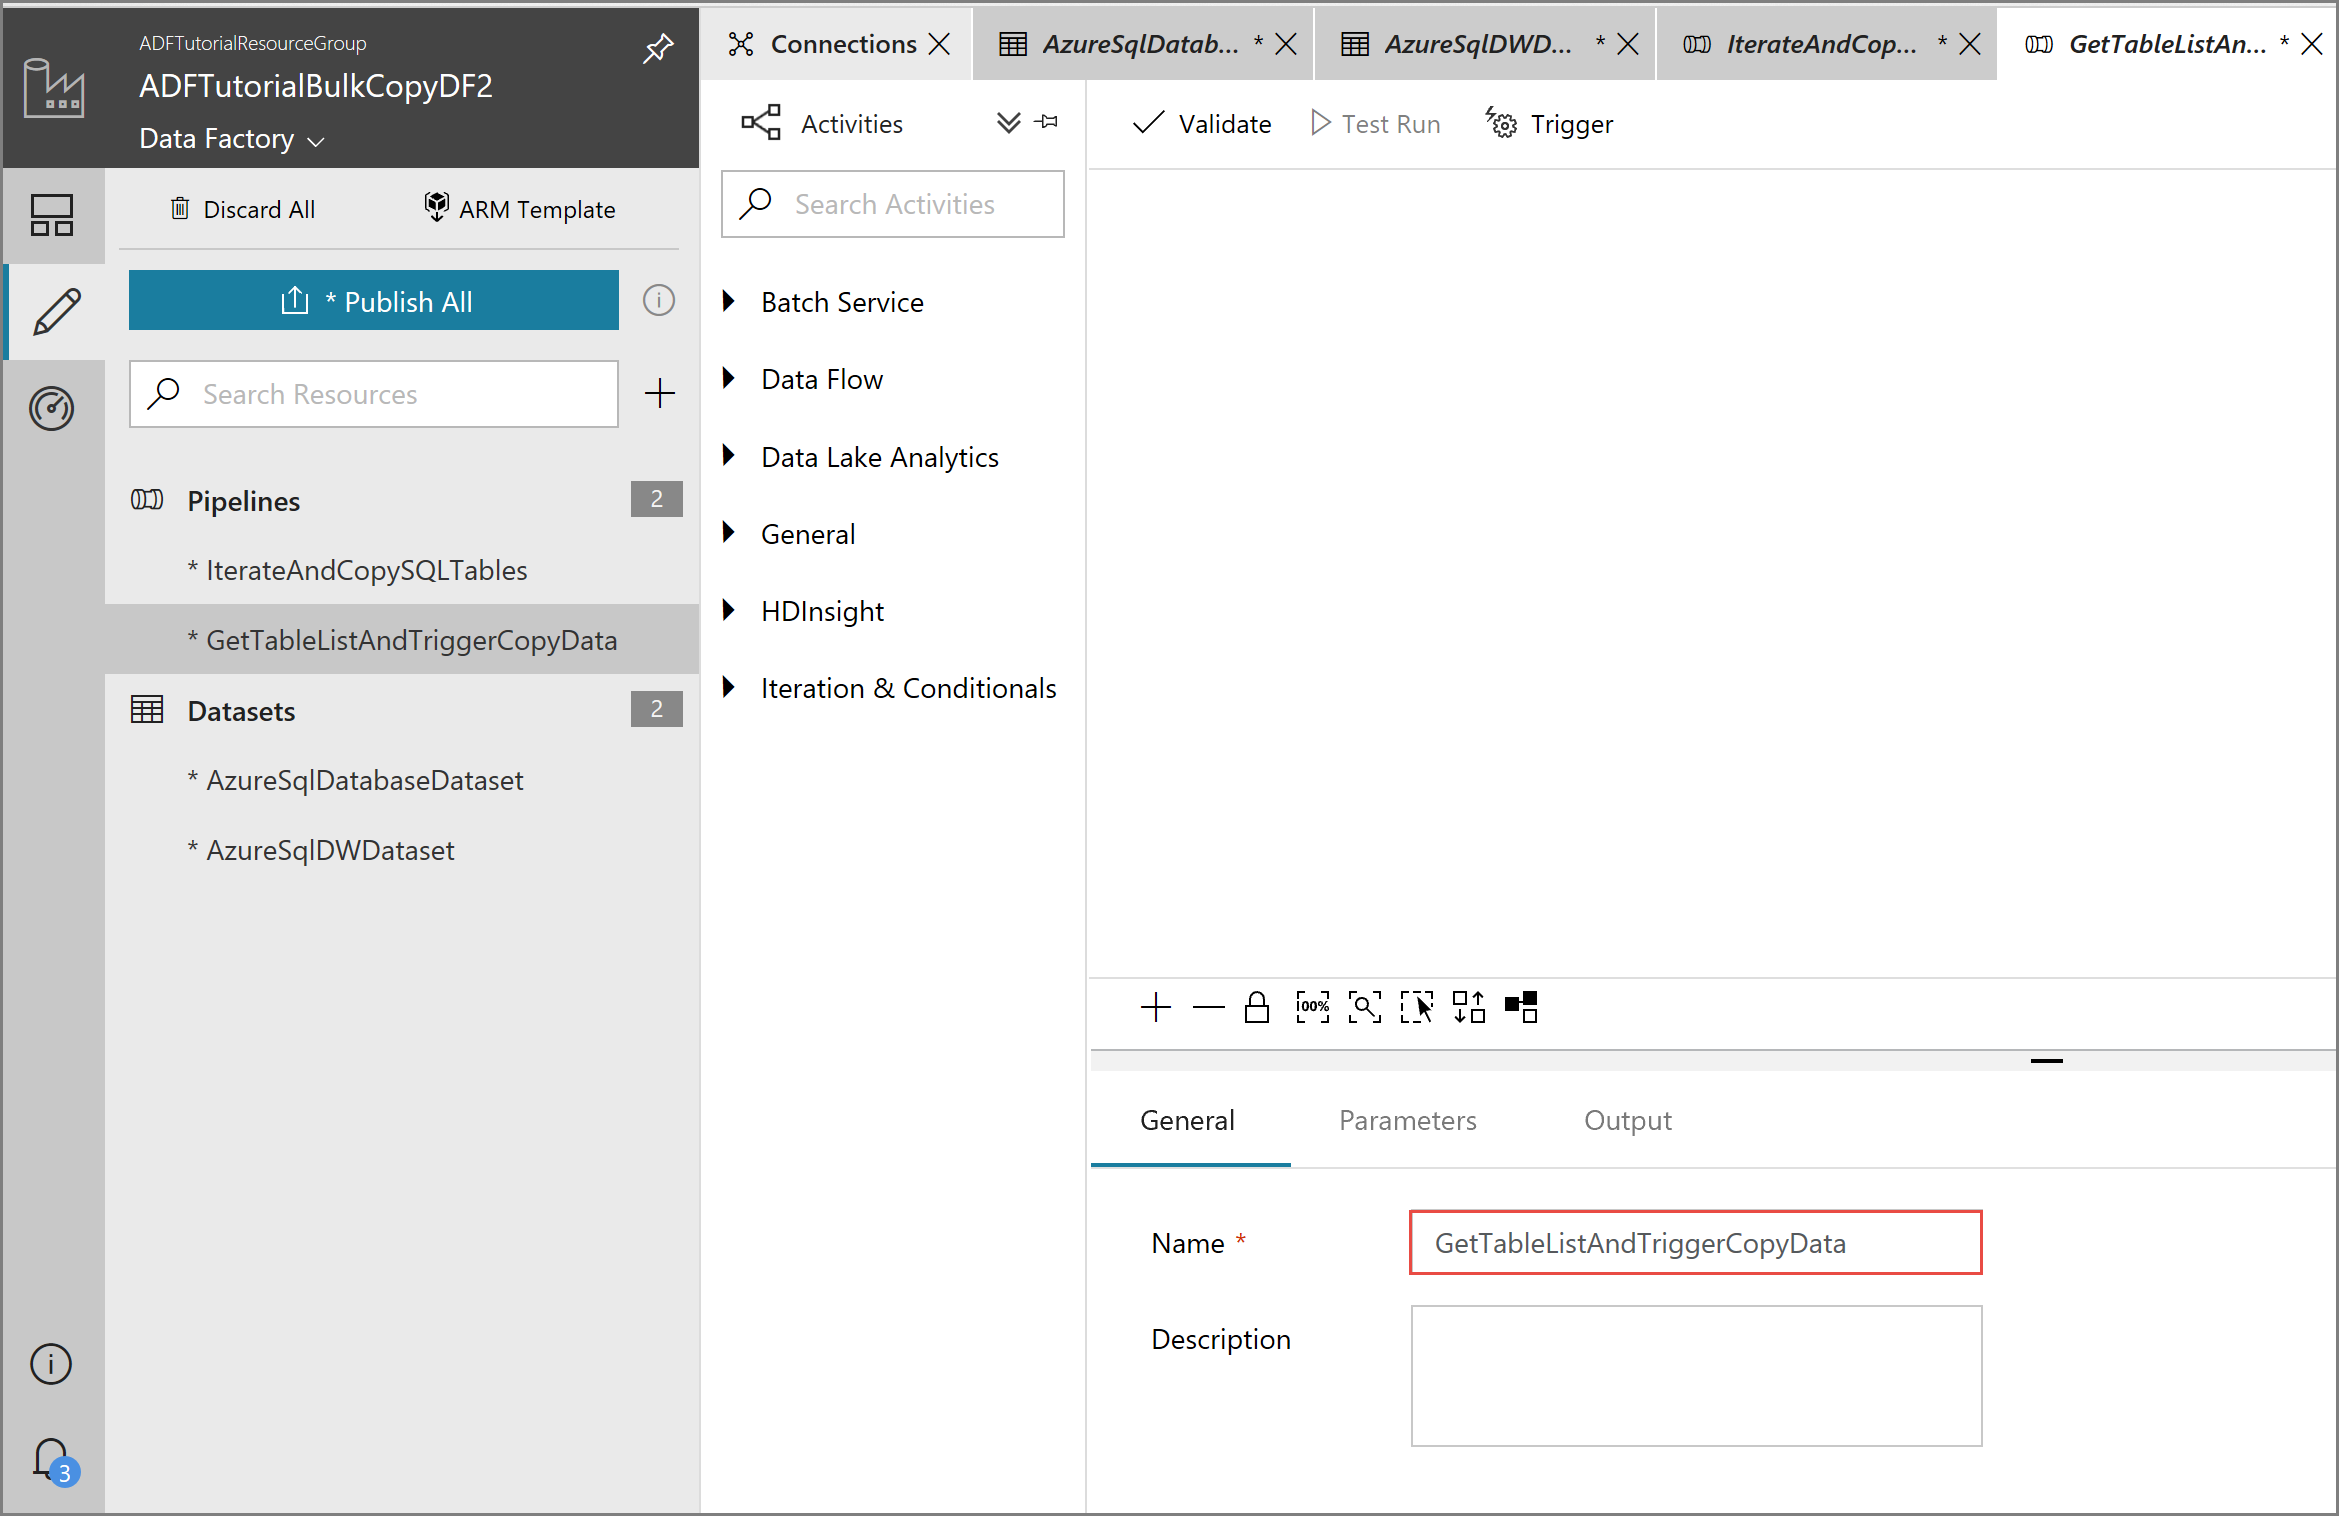 ADFTutorialResourceGroup
ADFTutorialBulkCopyDF2
Data Factory
Connections
AzureSqlDatab... *
AzureSqlDWD... *
IterateAndCop... *
GetTableListAn... *
Discard All
ARM Template
* Publish All
Search Resources
Pipelines 2
* IterateAndCopySQLTables
* GetTableListAndTriggerCopyData
Datasets 2
* AzureSqlDatabaseDataset
* AzureSqlDWDataset
3
Activities
Search Activities
Batch Service
Data Flow
Data Lake Analytics
General
HDInsight
Iteration & Conditionals
Validate
Test Run
Trigger
00%
General
Parameters
Output
Name *
GetTableListAndTriggerCopyData
Description